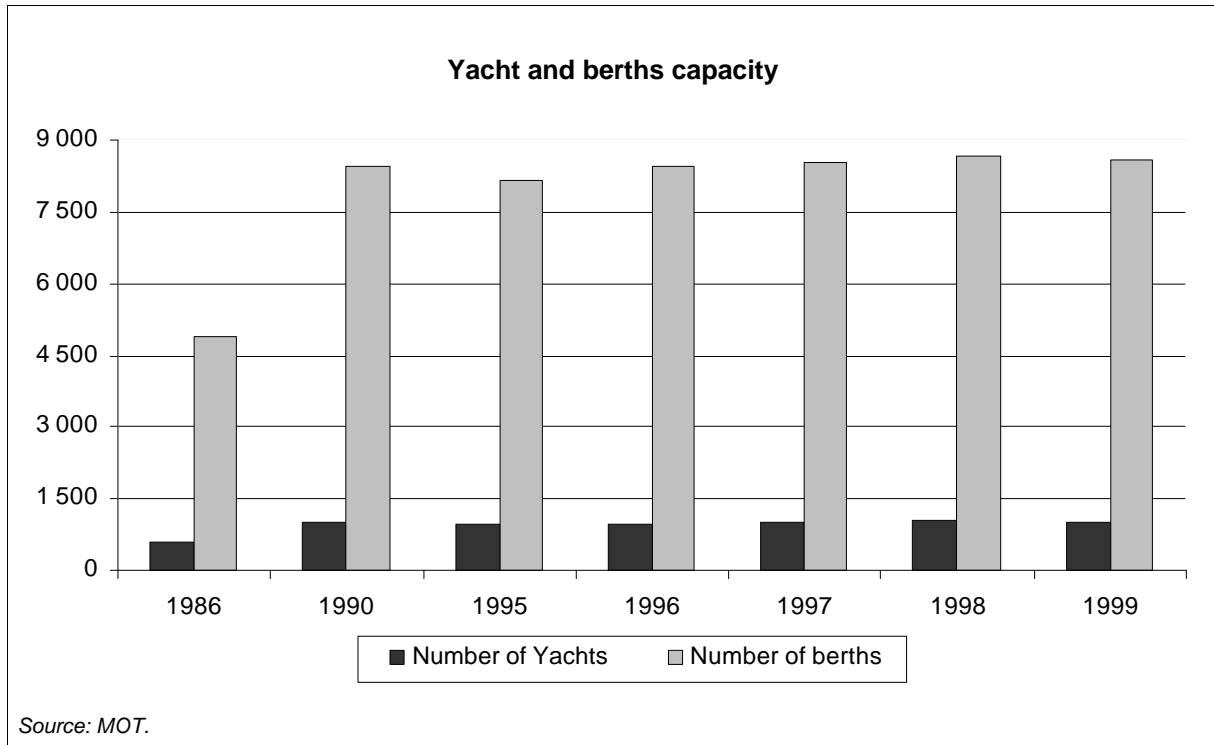 Yacht and berths capacity
9 000
7 500
6 000
4 500
3 000
1 500
0
1986 1990 1995 1996 1997 1998 1999
Number of Yachts Number of berths
Source: MOT.